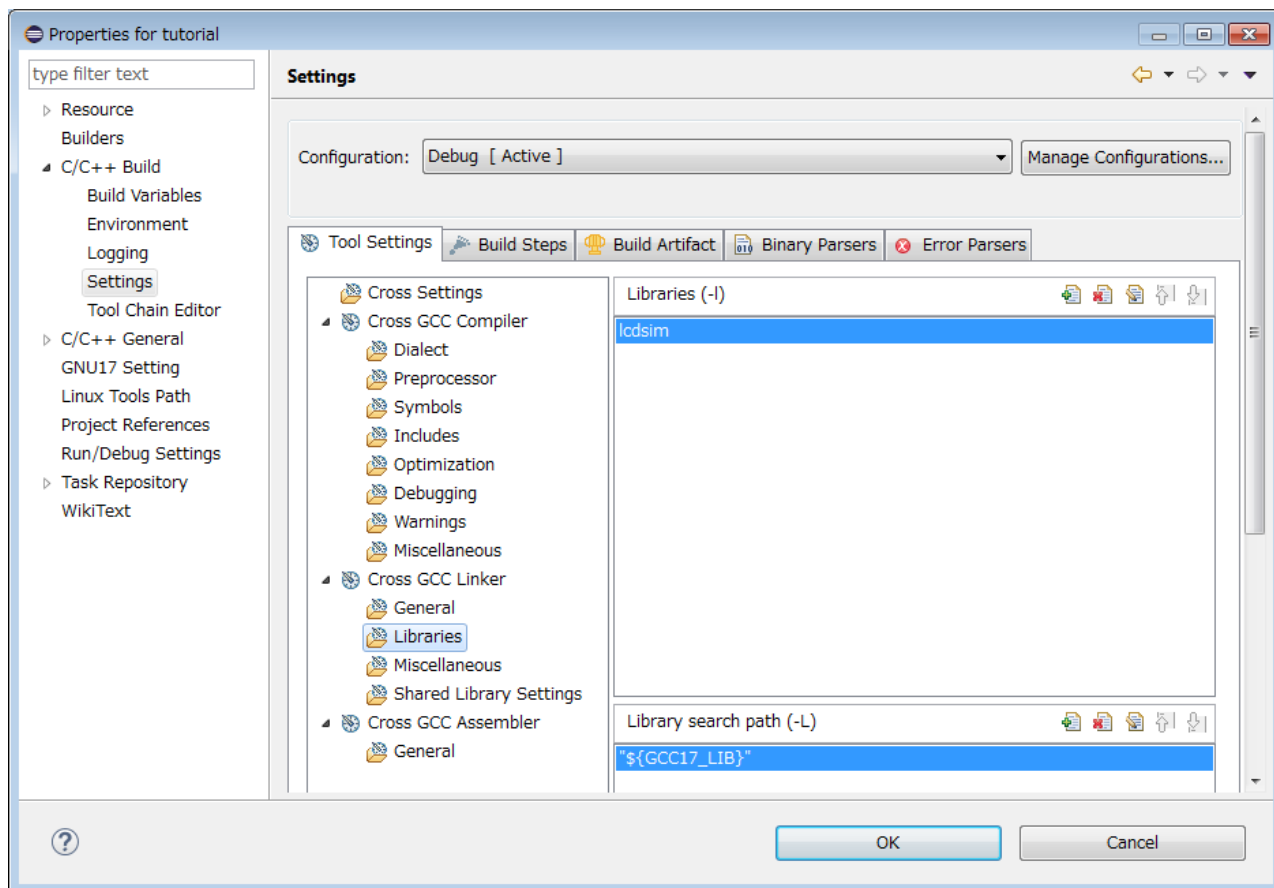 Properties for tutorial
type filter text
Resource
Builders
C/C++ Build
Build Variables
Environment
Logging
Settings
Tool Chain Editor
C/C++ General
GNU17 Setting
Linux Tools Path
Project References
Run/Debug Settings
Task Repository
WikiText
Settings
Configuration: Debug [ Active ] Manage Configurations...
Tool Settings Build Steps Build Artifact Binary Parsers Error Parsers
Cross Settings
Cross GCC Compiler
Dialect
Preprocessor
Symbols
Includes
Optimization
Debugging
Warnings
Miscellaneous
Cross GCC Linker
General
Libraries
Miscellaneous
Shared Library Settings
Cross GCC Assembler
General
Libraries (-l)
lcdsim
Library search path (-L)
"${GCC17_LIB}"
OK Cancel